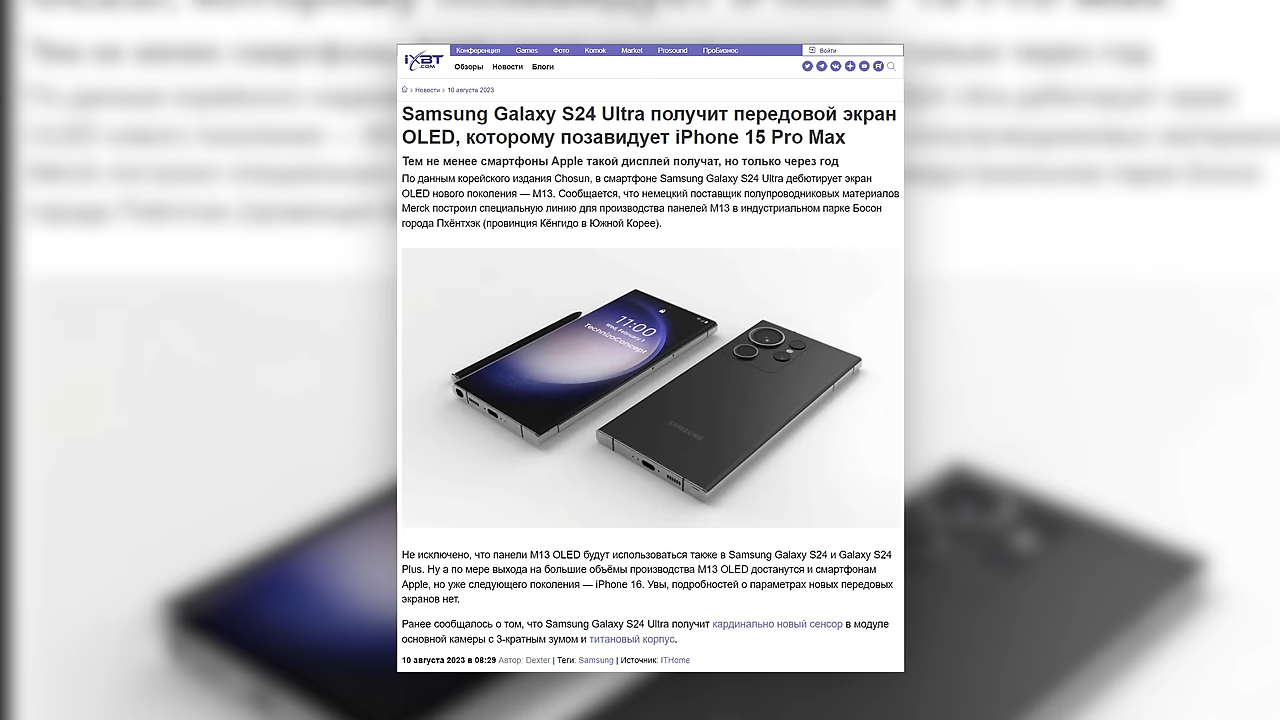 Конференция Games Фото Komok Market Prosound ПроБизнес Войти
iXBT
.COM
Обзоры Новости Блоги
Новости 10 августа 2023
Samsung Galaxy S24 Ultra получит передовой экран
OLED, которому позавидует iPhone 15 Pro Max
Тем не менее смартфоны Apple такой дисплей получат, но только через год
По данным корейского издания Chosun, в смартфоне Samsung Galaxy S24 Ultra дебютирует экран
OLED нового поколения — M13. Сообщается, что немецкий поставщик полупроводниковых материалов
Merck построил специальную линию для производства панелей M13 в индустриальном парке Босон
города Пхёнтхэк (провинция Кёнгидо в Южной Корее).
11:00
Wed, February 1
TechnizoConcept
SAMSUNG
Не исключено, что панели M13 OLED будут использоваться также в Samsung Galaxy S24 и Galaxy S24
Plus. Ну а по мере выхода на большие объёмы производства M13 OLED достанутся и смартфонам
Apple, но уже следующего поколения — iPhone 16. Увы, подробностей о параметрах новых передовых
экранов нет.
Ранее сообщалось о том, что Samsung Galaxy S24 Ultra получит кардинально новый сенсор в модуле
основной камеры с 3-кратным зумом и титановый корпус.
10 августа 2023 в 08:29 Автор: Dexter | Теги: Samsung | Источник: ITHome